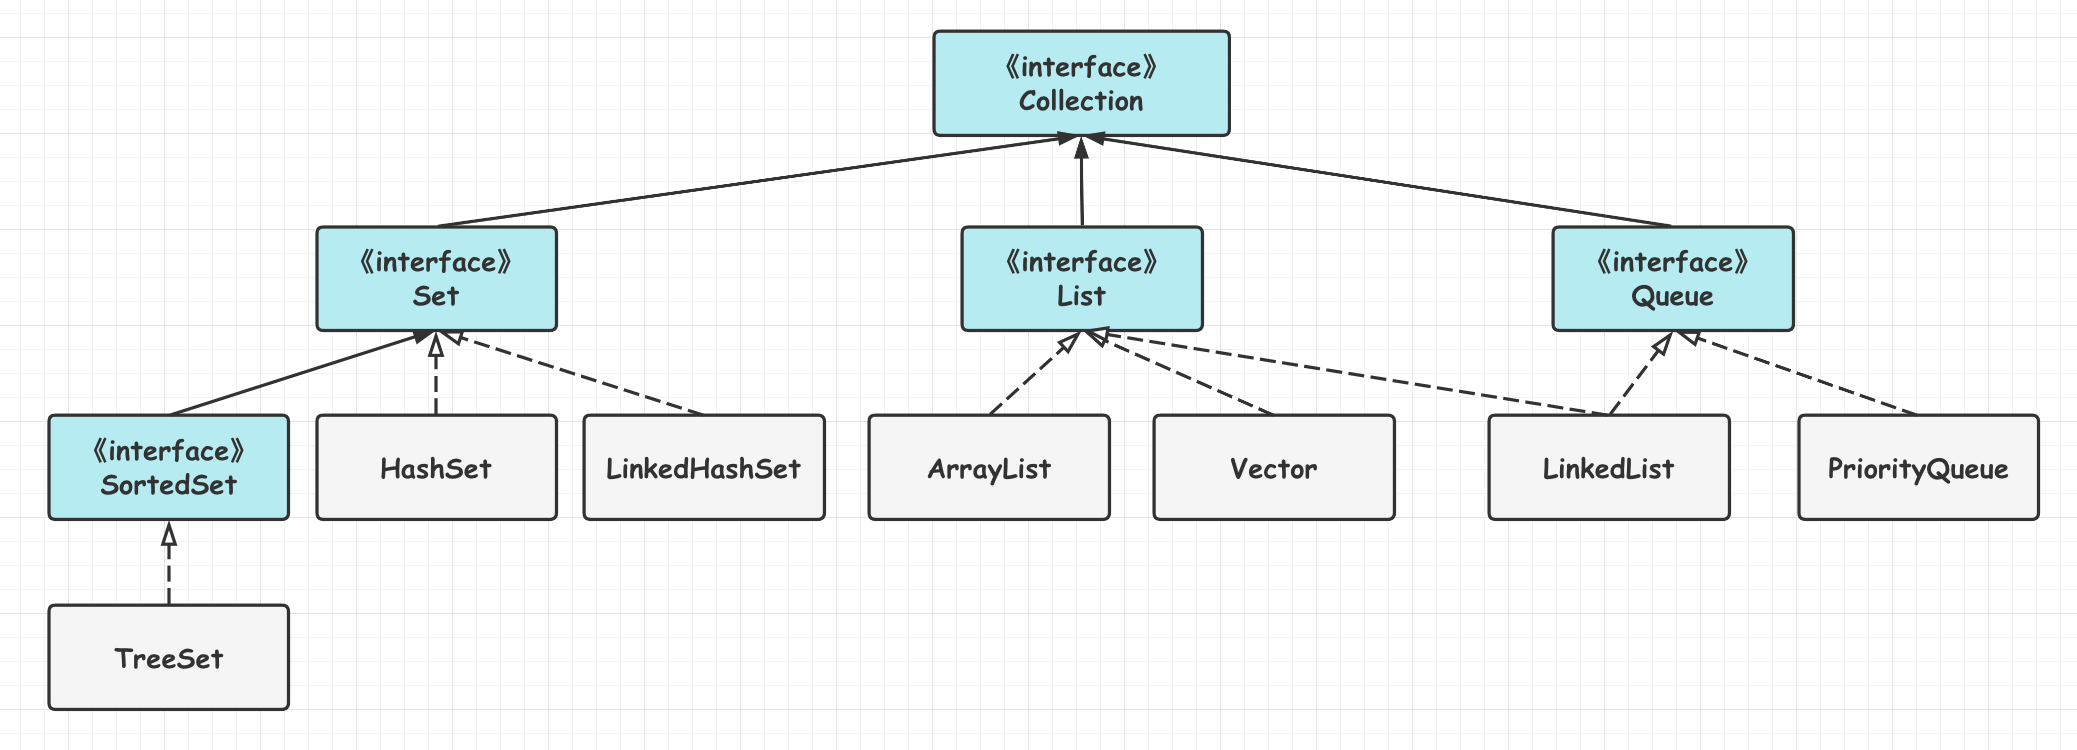 《interface》
Collection
《interface》
Set
《interface》
List
《interface》
Queue
《interface》
SortedSet
HashSet
LinkedHashSet
ArrayList
Vector
LinkedList
PriorityQueue
TreeSet